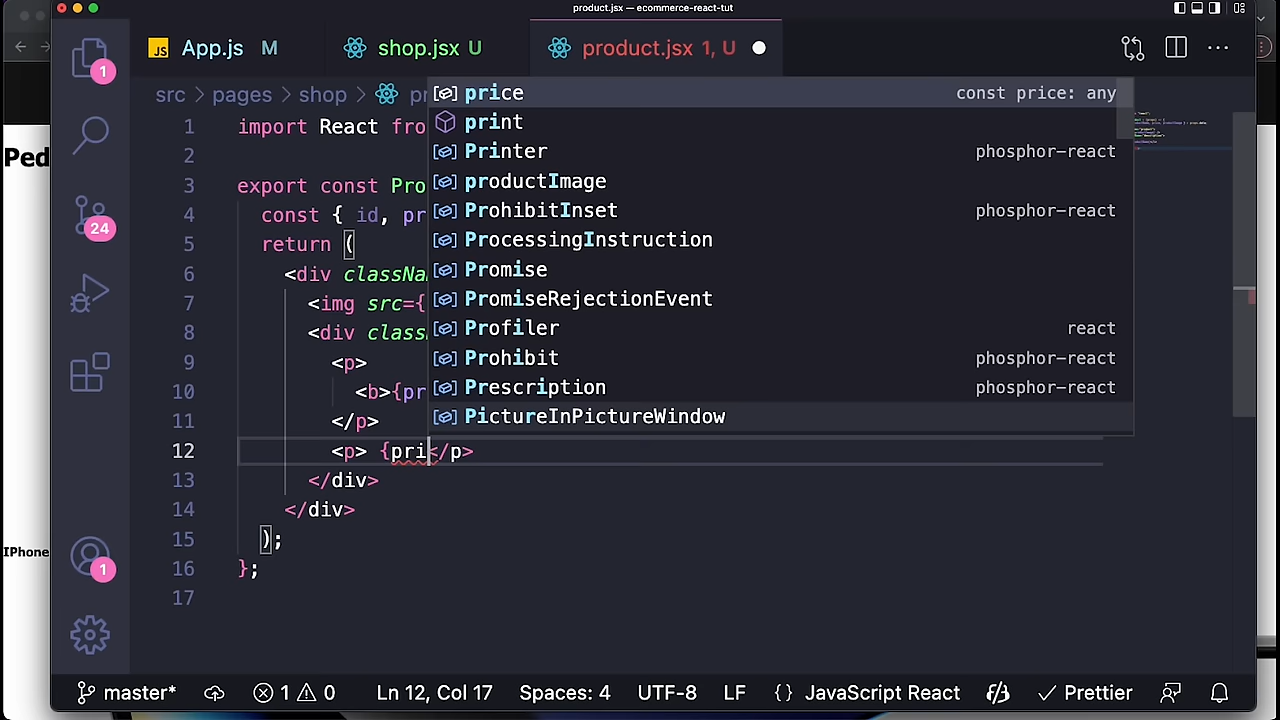 product.jsx — ecommerce-react-tut
App.js M
shop.jsx U
product.jsx 1, U
src > pages > shop > pr
1 import React fro
2
3 export const Pro
4 const { id, pr
5 return (
6 <div classNa
7 <img src={
8 <div class
9 <p>
10 <b>{pr
11 </p>
12 <p> {pri</p>
13 </div>
14 </div>
15 );
16 };
17
price const price: any
print
Printer phosphor-react
productImage
ProhibitInset phosphor-react
ProcessingInstruction
Promise
PromiseRejectionEvent
Profiler react
Prohibit phosphor-react
Prescription phosphor-react
PictureInPictureWindow
1
24
1
Ped
IPhone
master* 1 0 Ln 12, Col 17 Spaces: 4 UTF-8 LF {} JavaScript React Prettier